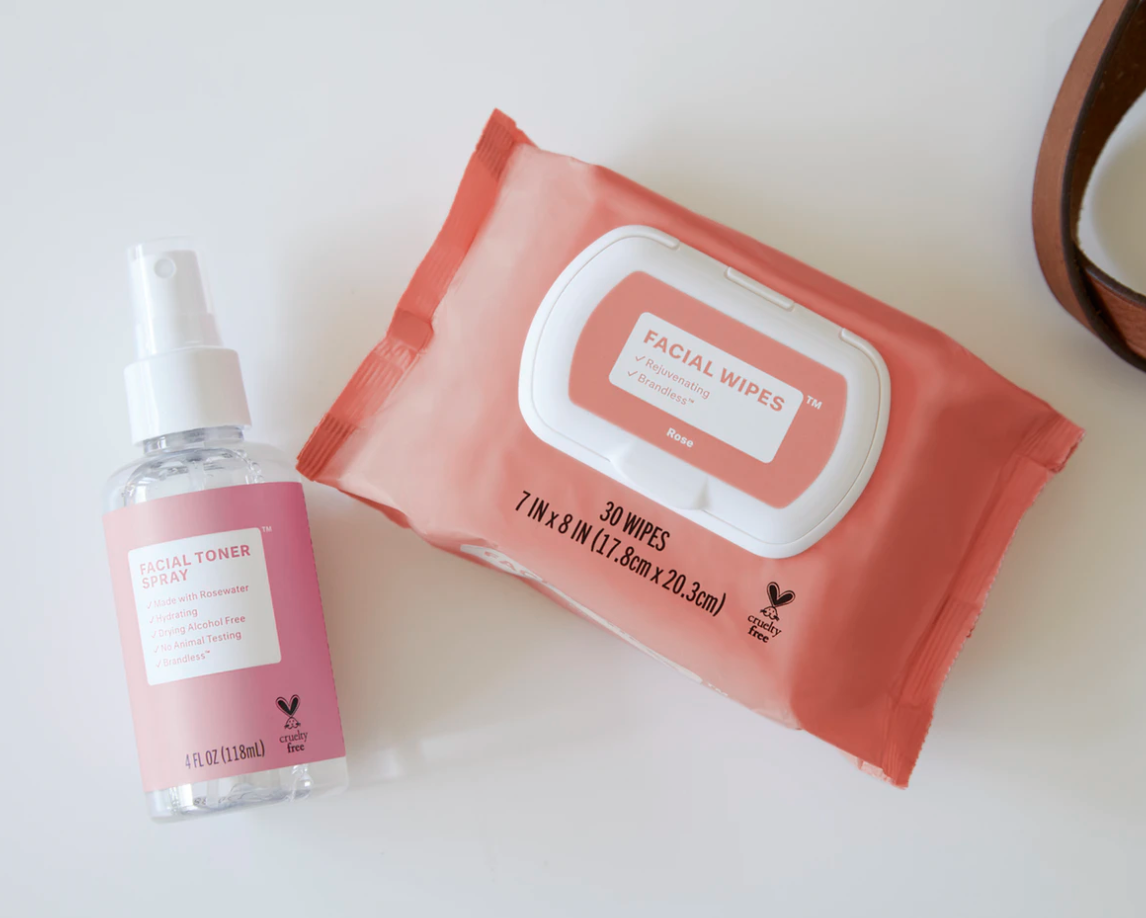 FACIAL TONER
SPRAY
™
✓ Made with Rosewater
✓ Hydrating
✓ Drying Alcohol Free
✓ No Animal Testing
✓ Brandless™
4 FL OZ (118mL)
cruelty
free
FACIAL WIPES
™
✓ Rejuvenating
✓ Brandless™
Rose
30 WIPES
7 IN x 8 IN (17.8cm x 20.3cm)
cruelty
free